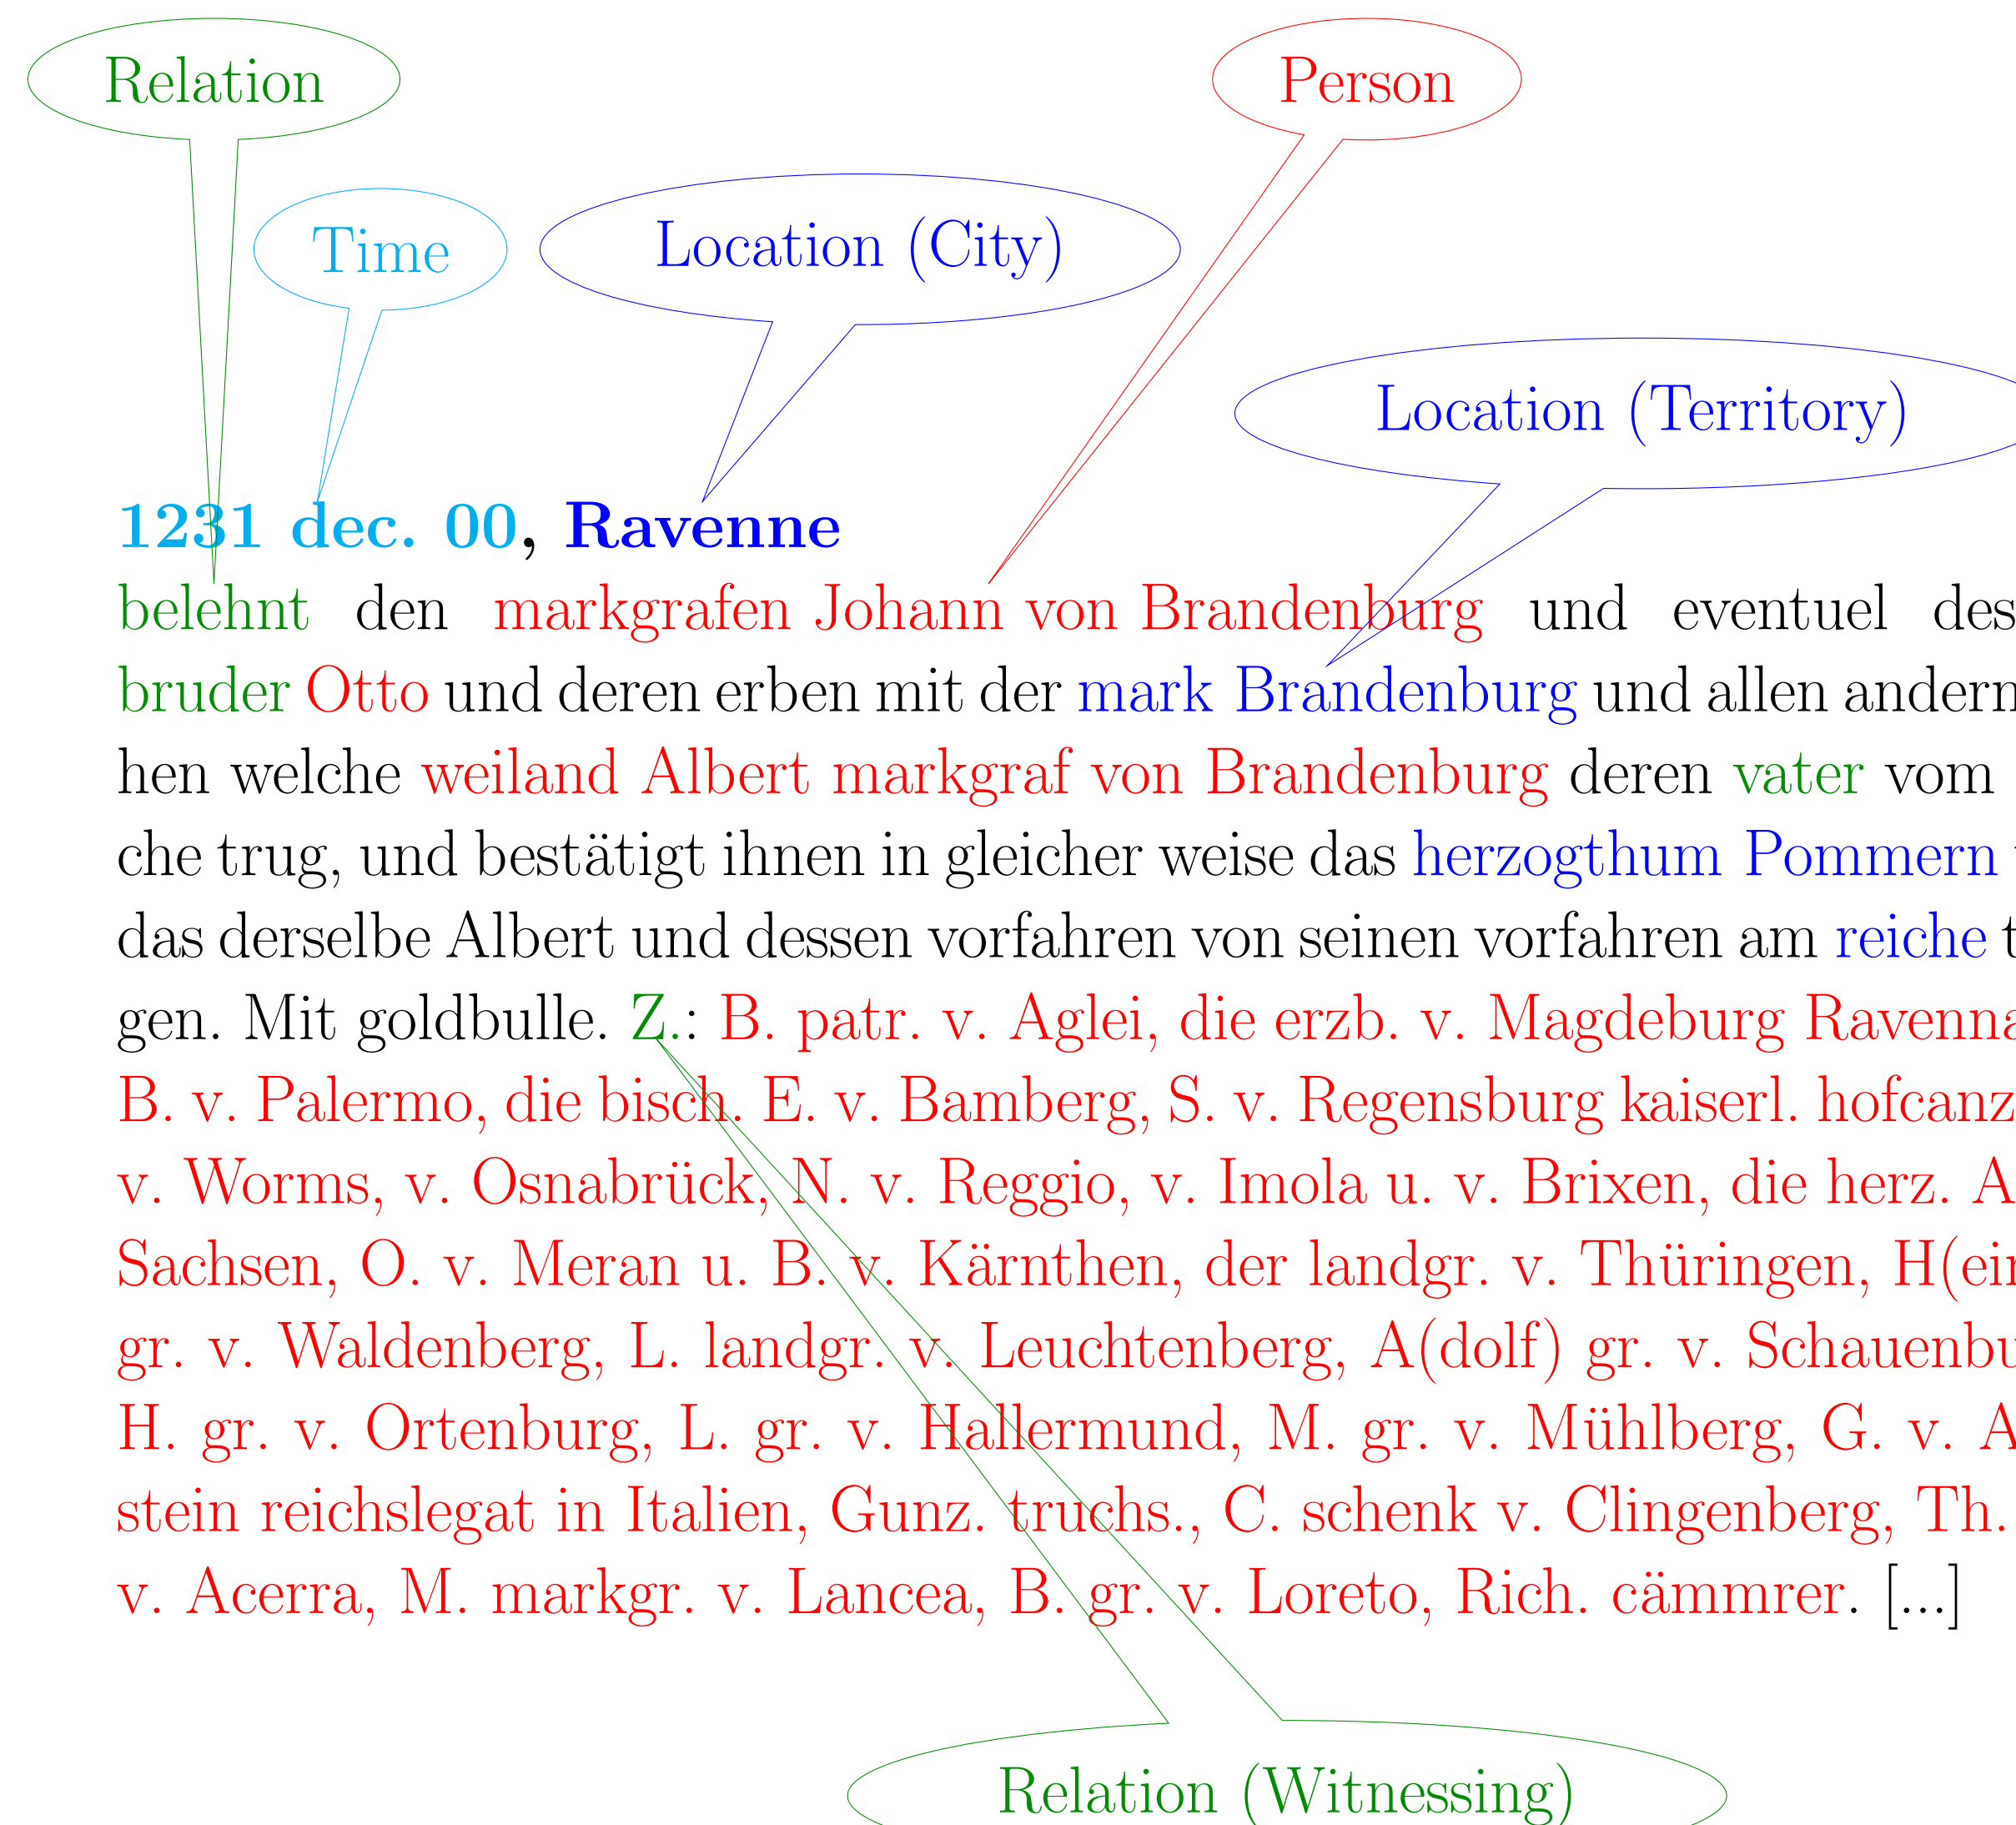 Relation
Person
Time
Location (City)
Location (Territory)
1231 dec. 00, Ravenne
belehnt den markgrafen Johann von Brandenburg und eventuel des
bruder Otto und deren erben mit der mark Brandenburg und allen andern
hen welche weiland Albert markgraf von Brandenburg deren vater vom
che trug, und bestätigt ihnen in gleicher weise das herzogthum Pommern
das derselbe Albert und dessen vorfahren von seinen vorfahren am reiche t
gen. Mit goldbulle. Z.: B. patr. v. Aglei, die erzb. v. Magdeburg Ravenna
B. v. Palermo, die bisch. E. v. Bamberg, S. v. Regensburg kaiserl. hofcanz
v. Worms, v. Osnabrück, N. v. Reggio, v. Imola u. v. Brixen, die herz. A
Sachsen, O. v. Meran u. B. v. Kärnthen, der landgr. v. Thüringen, H(ein
gr. v. Waldenberg, L. landgr. v. Leuchtenberg, A(dolf) gr. v. Schauenbu
H. gr. v. Ortenburg, L. gr. v. Hallermund, M. gr. v. Mühlberg, G. v. A
stein reichslegat in Italien, Gunz. truchs., C. schenk v. Clingenberg, Th.
v. Acerra, M. markgr. v. Lancea, B. gr. v. Loreto, Rich. cämmrer. [...]
Relation (Witnessing)